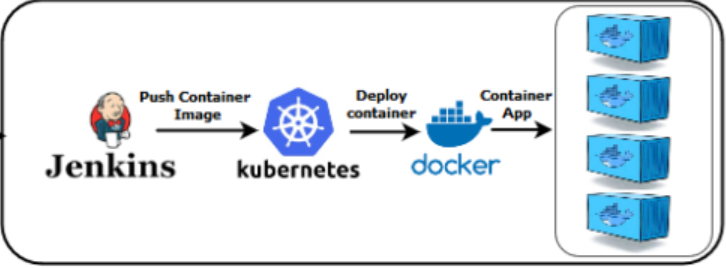 Push Container
Image
Deploy
container
Container
App
Jenkins
kubernetes
docker